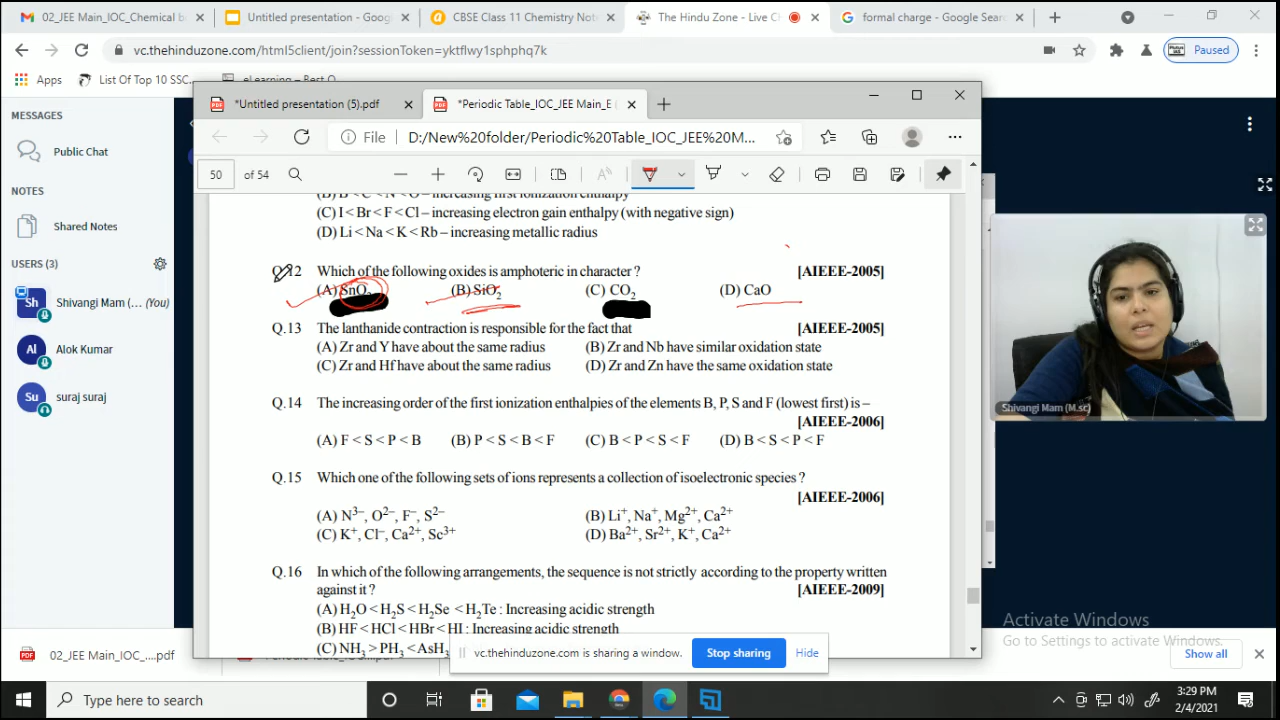 02_JEE Main_IOC_Chemical b
Untitled presentation - Goog
CBSE Class 11 Chemistry Note
The Hindu Zone - Live C
formal charge - Google Sear
vc.thehinduzone.com/html5client/join?sessionToken=yktflwy1sphphq7k
Paused
Apps
List Of Top 10 SSC...
eLearning – Best O
*Untitled presentation (5).pdf
*Periodic Table_IOC_JEE Main_E (
File
D:/New%20folder/Periodic%20Table_IOC_JEE%20M...
50 of 54
MESSAGES
Public Chat
NOTES
Shared Notes
USERS (3)
Sh
Shivangi Mam (M... (You)
Al
Alok Kumar
Su
suraj suraj
(C) I < Br < F < Cl – increasing electron gain enthalpy (with negative sign)
(D) Li < Na < K < Rb – increasing metallic radius
Q.12 Which of the following oxides is amphoteric in character ? [AIEEE-2005]
(A) SnO2 (B) SiO2 (C) CO2 (D) CaO
Q.13 The lanthanide contraction is responsible for the fact that [AIEEE-2005]
(A) Zr and Y have about the same radius (B) Zr and Nb have similar oxidation state
(C) Zr and Hf have about the same radius (D) Zr and Zn have the same oxidation state
Q.14 The increasing order of the first ionization enthalpies of the elements B, P, S and F (lowest first) is –
[AIEEE-2006]
(A) F < S < P < B (B) P < S < B < F (C) B < P < S < F (D) B < S < P < F
Q.15 Which one of the following sets of ions represents a collection of isoelectronic species ?
[AIEEE-2006]
(A) N3–, O2–, F–, S2– (B) Li+, Na+, Mg2+, Ca2+
(C) K+, Cl–, Ca2+, Sc3+ (D) Ba2+, Sr2+, K+, Ca2+
Q.16 In which of the following arrangements, the sequence is not strictly according to the property written
against it ? [AIEEE-2009]
(A) H2O < H2S < H2Se < H2Te : Increasing acidic strength
(B) HF < HCl < HBr < HI : Increasing acidic strength
(C) NH3 > PH3 < AsH3
vc.thehinduzone.com is sharing a window.
Stop sharing
Hide
Shivangi Mam (M.sc)
Activate Windows
Go to Settings to activate Windows.
02_JEE Main_IOC_....pdf
Show all
Type here to search
3:29 PM
2/4/2021